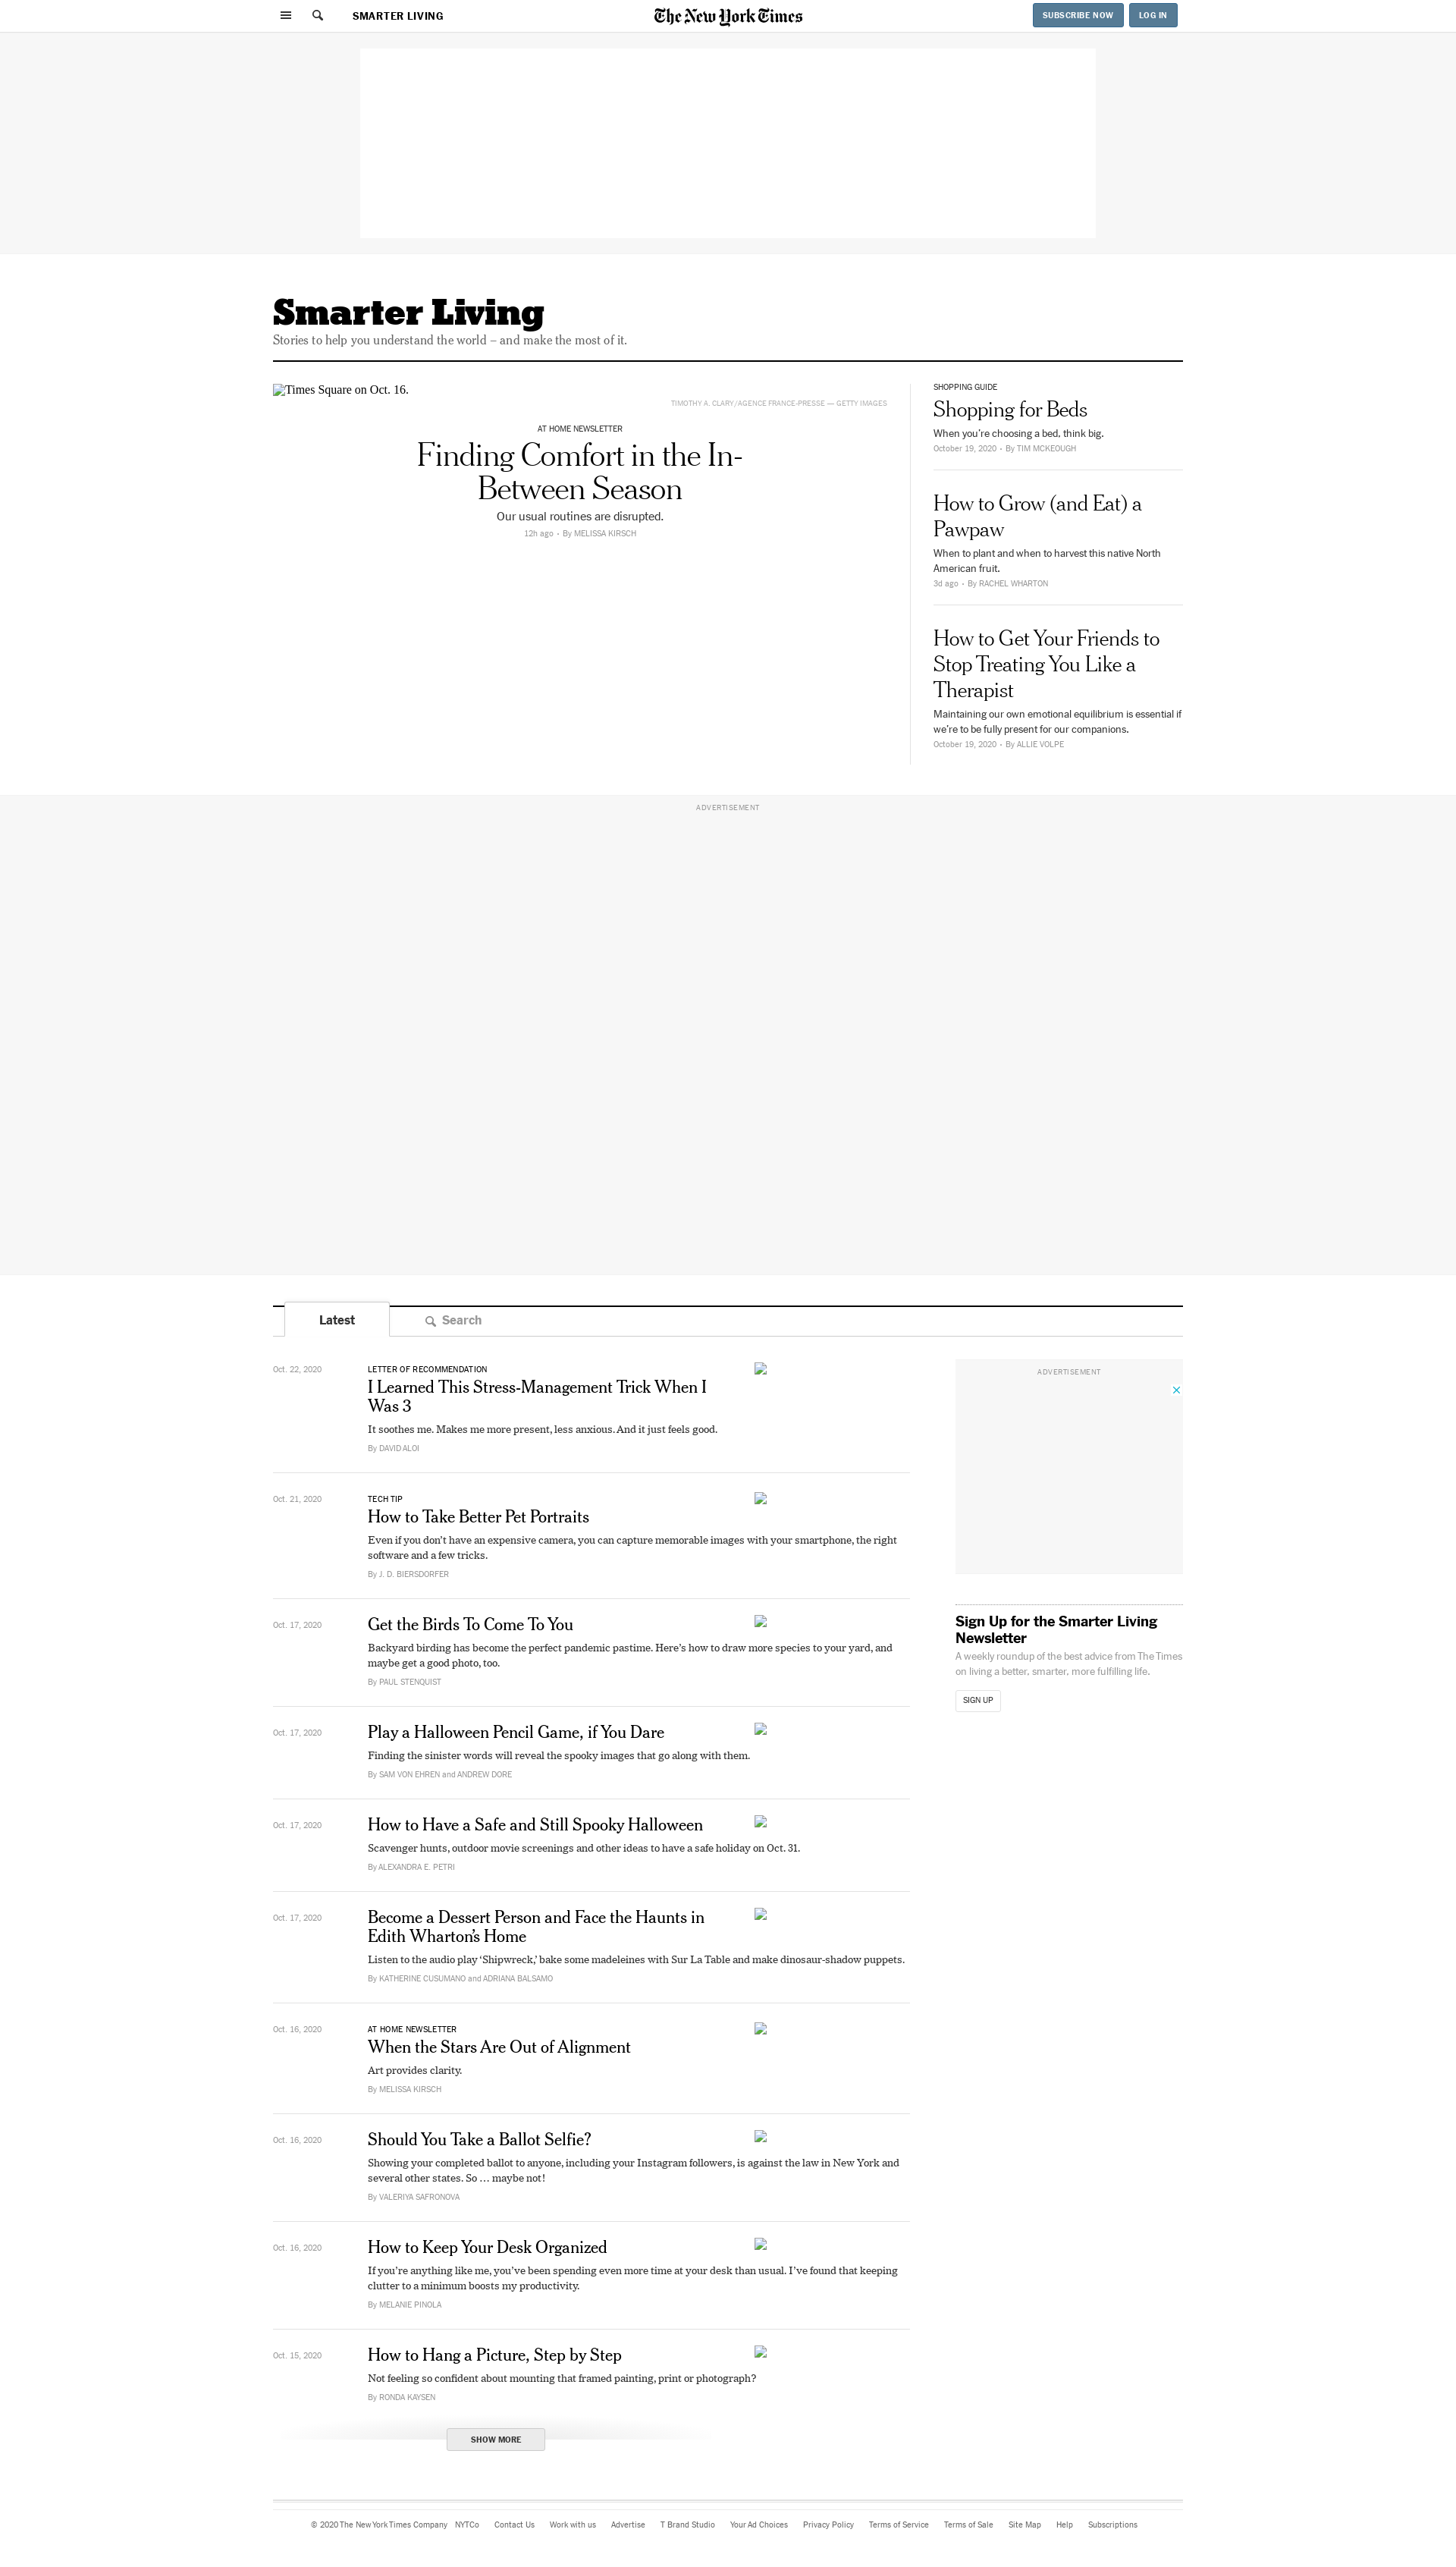 SMARTER LIVING
The New York Times
SUBSCRIBE NOW
LOG IN
Smarter Living
Stories to help you understand the world – and make the most of it.
Times Square on Oct. 16.
TIMOTHY A. CLARY/AGENCE FRANCE-PRESSE — GETTY IMAGES
AT HOME NEWSLETTER
Finding Comfort in the In-
Between Season
Our usual routines are disrupted.
12h ago • By MELISSA KIRSCH
SHOPPING GUIDE
Shopping for Beds
When you’re choosing a bed, think big.
October 19, 2020 • By TIM MCKEOUGH
How to Grow (and Eat) a
Pawpaw
When to plant and when to harvest this native North
American fruit.
3d ago • By RACHEL WHARTON
How to Get Your Friends to
Stop Treating You Like a
Therapist
Maintaining our own emotional equilibrium is essential if
we’re to be fully present for our companions.
October 19, 2020 • By ALLIE VOLPE
ADVERTISEMENT
Latest
Search
Oct. 22, 2020
LETTER OF RECOMMENDATION
I Learned This Stress-Management Trick When I
Was 3
It soothes me. Makes me more present, less anxious. And it just feels good.
By DAVID ALOI
Oct. 21, 2020
TECH TIP
How to Take Better Pet Portraits
Even if you don’t have an expensive camera, you can capture memorable images with your smartphone, the right
software and a few tricks.
By J. D. BIERSDORFER
Oct. 17, 2020
Get the Birds To Come To You
Backyard birding has become the perfect pandemic pastime. Here’s how to draw more species to your yard, and
maybe get a good photo, too.
By PAUL STENQUIST
Oct. 17, 2020
Play a Halloween Pencil Game, if You Dare
Finding the sinister words will reveal the spooky images that go along with them.
By SAM VON EHREN and ANDREW DORE
Oct. 17, 2020
How to Have a Safe and Still Spooky Halloween
Scavenger hunts, outdoor movie screenings and other ideas to have a safe holiday on Oct. 31.
By ALEXANDRA E. PETRI
Oct. 17, 2020
Become a Dessert Person and Face the Haunts in
Edith Wharton’s Home
Listen to the audio play ‘Shipwreck,’ bake some madeleines with Sur La Table and make dinosaur-shadow puppets.
By KATHERINE CUSUMANO and ADRIANA BALSAMO
Oct. 16, 2020
AT HOME NEWSLETTER
When the Stars Are Out of Alignment
Art provides clarity.
By MELISSA KIRSCH
Oct. 16, 2020
Should You Take a Ballot Selfie?
Showing your completed ballot to anyone, including your Instagram followers, is against the law in New York and
several other states. So … maybe not!
By VALERIYA SAFRONOVA
Oct. 16, 2020
How to Keep Your Desk Organized
If you’re anything like me, you’ve been spending even more time at your desk than usual. I’ve found that keeping
clutter to a minimum boosts my productivity.
By MELANIE PINOLA
Oct. 15, 2020
How to Hang a Picture, Step by Step
Not feeling so confident about mounting that framed painting, print or photograph?
By RONDA KAYSEN
SHOW MORE
ADVERTISEMENT
Sign Up for the Smarter Living
Newsletter
A weekly roundup of the best advice from The Times
on living a better, smarter, more fulfilling life.
SIGN UP
© 2020 The New York Times Company NYTCo Contact Us Work with us Advertise T Brand Studio Your Ad Choices Privacy Policy Terms of Service Terms of Sale Site Map Help Subscriptions